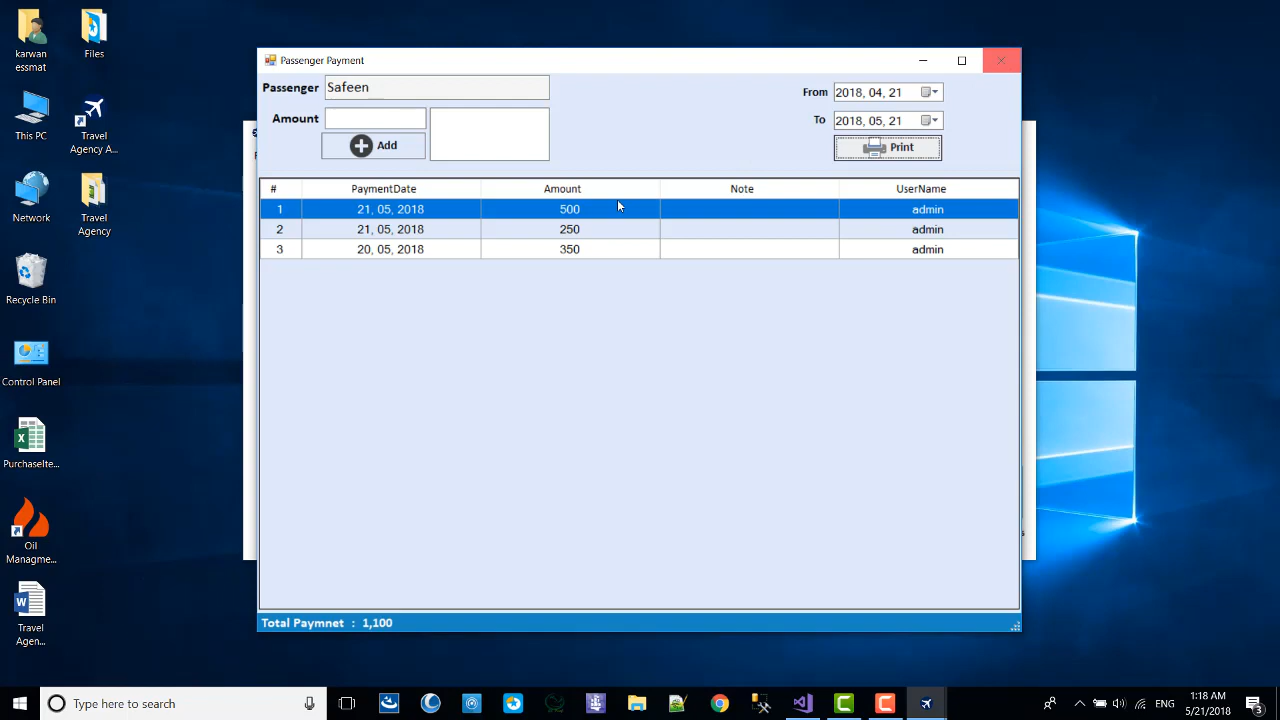 karwan
essmat
Files
This PC
Travel
Agency A...
Network
Travel
Agency
Recycle Bin
Control Panel
PurchaseIte...
Oil
Managme...
Travel
Agen...
Passenger Payment
Passenger Safeen
Amount
Add
From 2018, 04, 21
To 2018, 05, 21
Print
# PaymentDate Amount Note UserName
1 21, 05, 2018 500 admin
2 21, 05, 2018 250 admin
3 20, 05, 2018 350 admin
Total Paymnet : 1,100
Type here to search
ENG
1:18 AM
5/21/2018
3